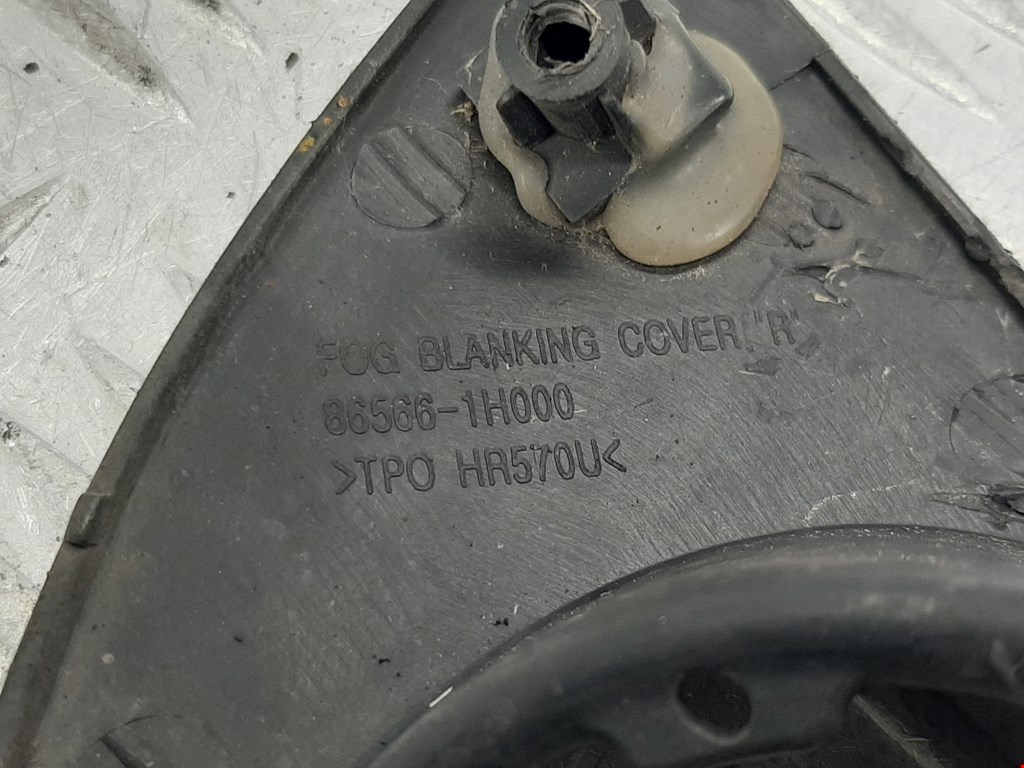 FOG BLANKING COVER "R"
86566-1H000
>TPO HR570U<